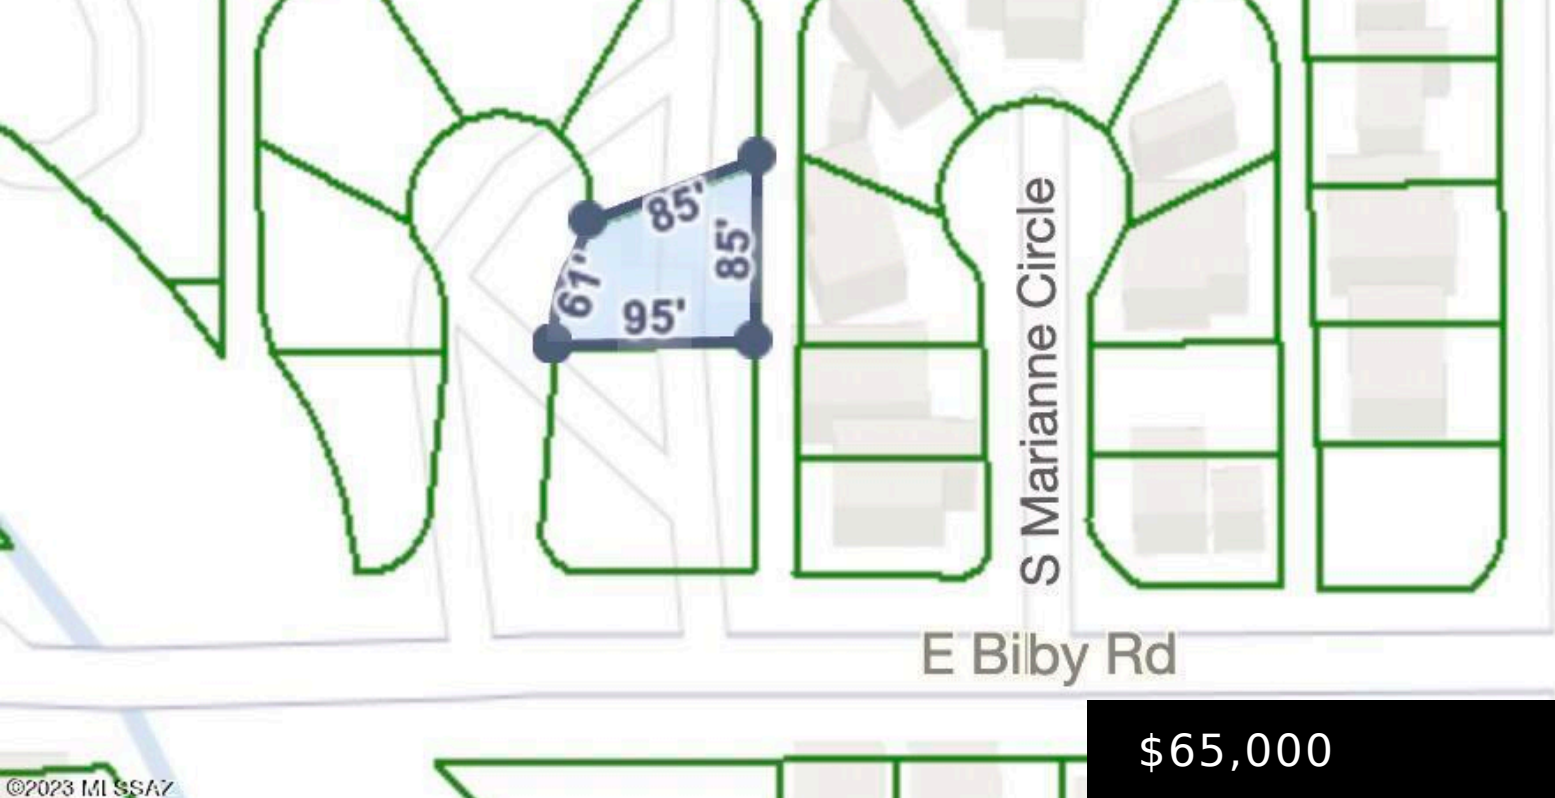 85'
85'
61'
95'
S Marianne Circle
E Bilby Rd
$65,000
©2023 MLSSAZ